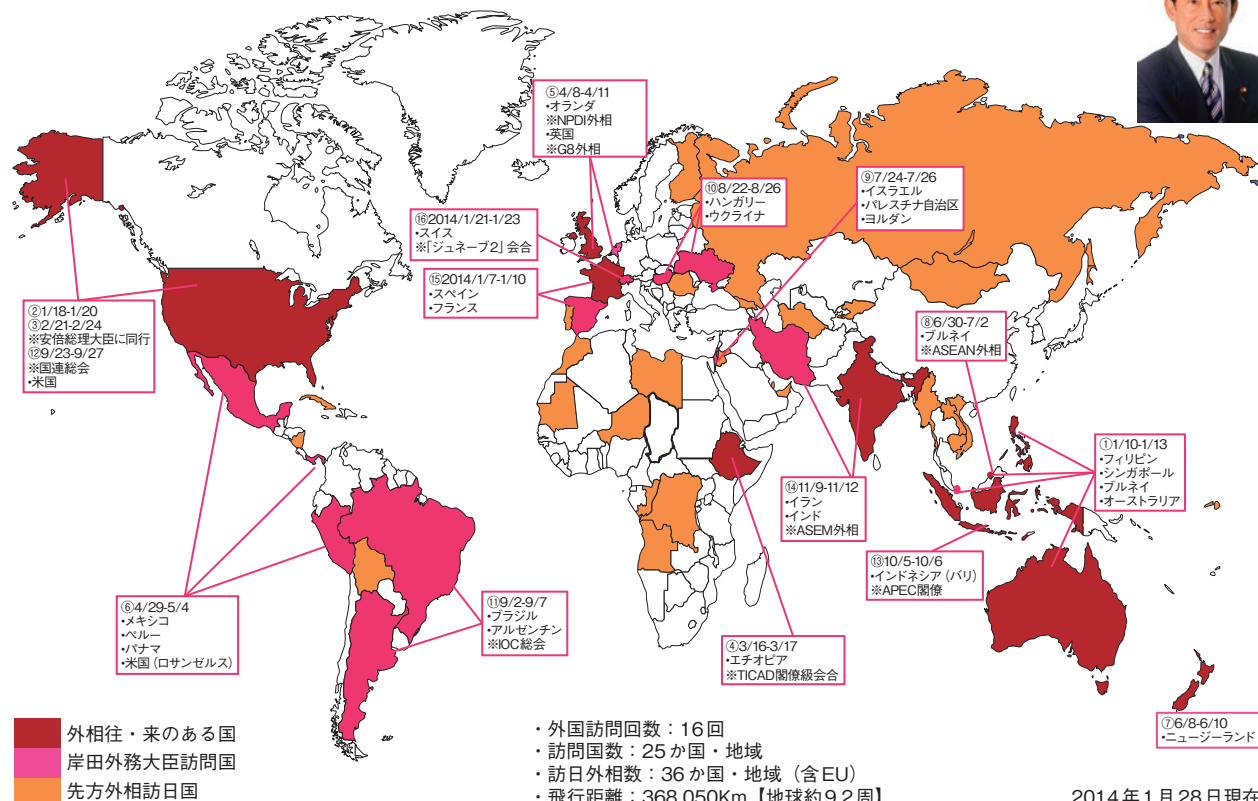 ⑤4/8-4/11
・オランダ
※NPDI外相
・英国
※G8外相
⑩8/22-8/26
・ハンガリー
・ウクライナ
⑨7/24-7/26
・イスラエル
・パレスチナ自治区
・ヨルダン
⑯2014/1/21-1/23
・スイス
※「ジュネーブ2」会合
⑮2014/1/7-1/10
・スペイン
・フランス
②1/18-1/20
③2/21-2/24
※安倍総理大臣に同行
⑫9/23-9/27
※国連総会
・米国
⑧6/30-7/2
・ブルネイ
※ASEAN外相
①1/10-1/13
・フィリピン
・シンガポール
・ブルネイ
・オーストラリア
⑭11/9-11/12
・イラン
・インド
※ASEM外相
⑬10/5-10/6
・インドネシア（バリ）
※APEC閣僚
⑥4/29-5/4
・メキシコ
・ペルー
・パナマ
・米国（ロサンゼルス）
⑪9/2-9/7
・ブラジル
・アルゼンチン
※IOC総会
④3/16-3/17
・エチオピア
※TICAD閣僚級会合
⑦6/8-6/10
・ニュージーランド
外相往・来のある国
岸田外務大臣訪問国
先方外相訪日国
・外国訪問回数：16回
・訪問国数：25か国・地域
・訪日外相数：36か国・地域（含EU）
・飛行距離：368,050Km【地球約9.2周】
2014年1月28日現在